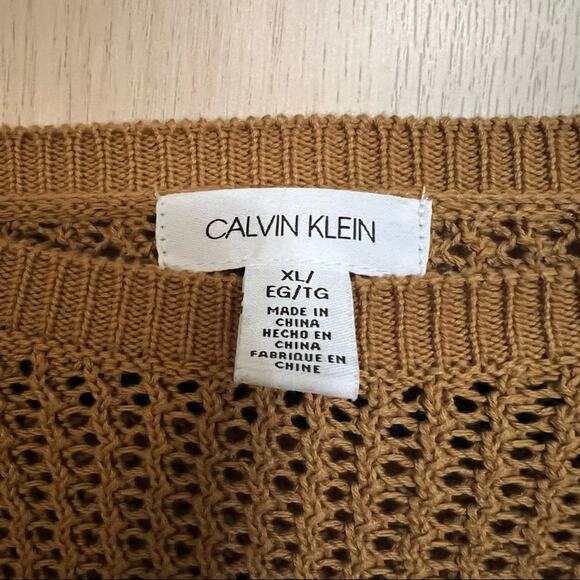 CALVIN KLEIN
XL/
EG/TG
MADE IN
CHINA
HECHO EN
CHINA
FABRIQUE EN
CHINE